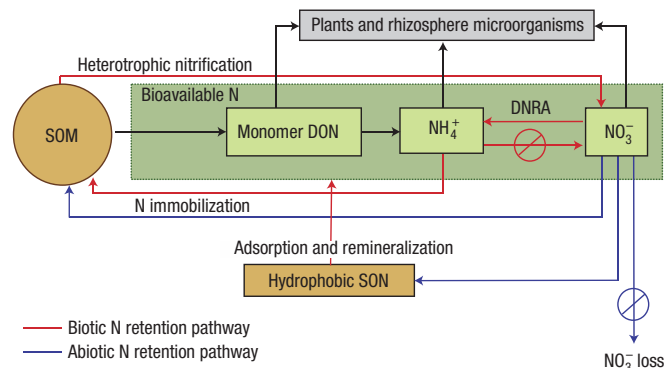 Plants and rhizosphere microorganisms
Heterotrophic nitrification
Bioavailable N
SOM
Monomer DON
NH₄⁺
DNRA
NO₃⁻
N immobilization
Adsorption and remineralization
Hydrophobic SON
Biotic N retention pathway
Abiotic N retention pathway
NO₃⁻ loss